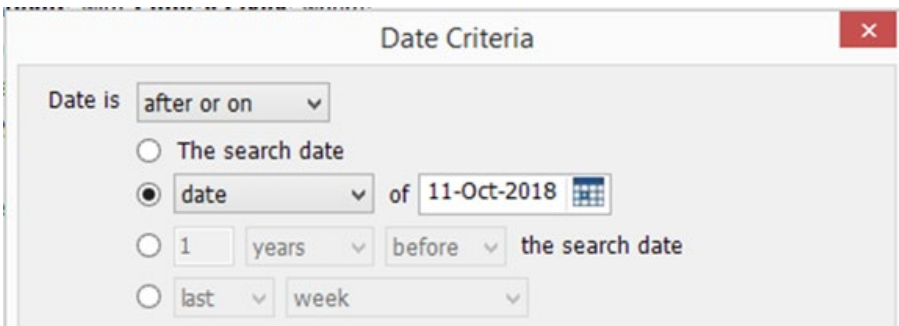 Date Criteria
Date is after or on
The search date
date of 11-Oct-2018
1 years before the search date
last week